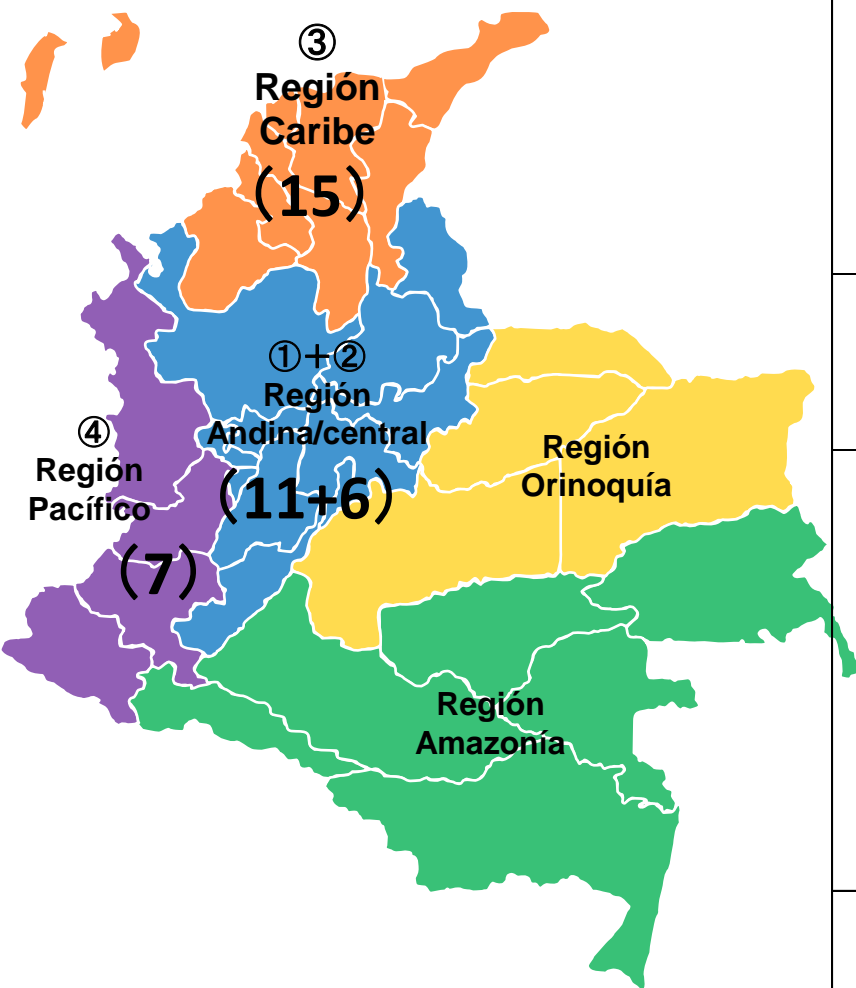 ③
Región
Caribe
(15)
①+②
Región
Andina/central
(11+6)
④
Región
Pacífico
(7)
Región
Orinoquía
Región
Amazonía